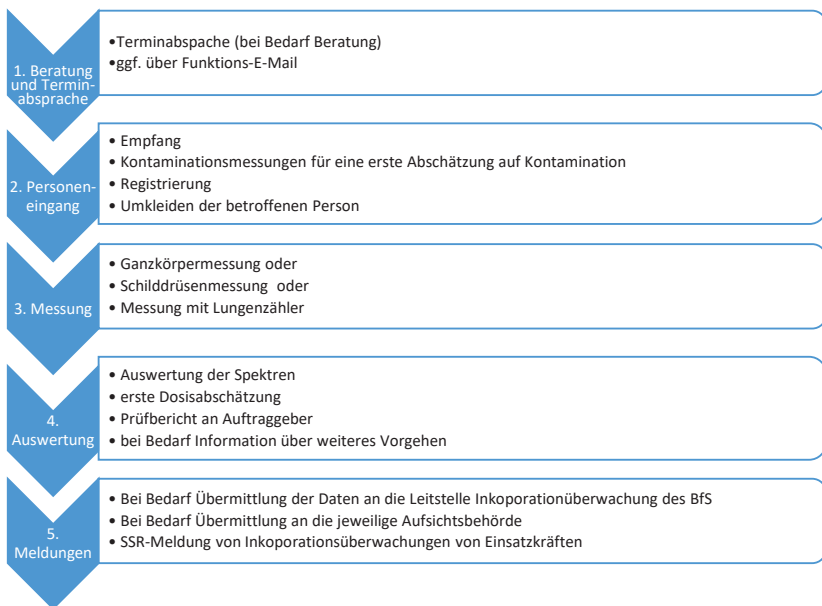 1. Beratung
und Termin-
absprache
•Terminabspache (bei Bedarf Beratung)
•ggf. über Funktions-E-Mail
2. Personen-
eingang
• Empfang
• Kontaminationsmessungen für eine erste Abschätzung auf Kontamination
• Registrierung
• Umkleiden der betroffenen Person
3. Messung
• Ganzkörpermessung oder
• Schilddrüsenmessung oder
• Messung mit Lungenzähler
4.
Auswertung
• Auswertung der Spektren
• erste Dosisabschätzung
• Prüfbericht an Auftraggeber
• bei Bedarf Information über weiteres Vorgehen
5.
Meldungen
• Bei Bedarf Übermittlung der Daten an die Leitstelle Inkoporationüberwachung des BfS
• Bei Bedarf Übermittlung an die jeweilige Aufsichtsbehörde
• SSR-Meldung von Inkoporationsüberwachungen von Einsatzkräften